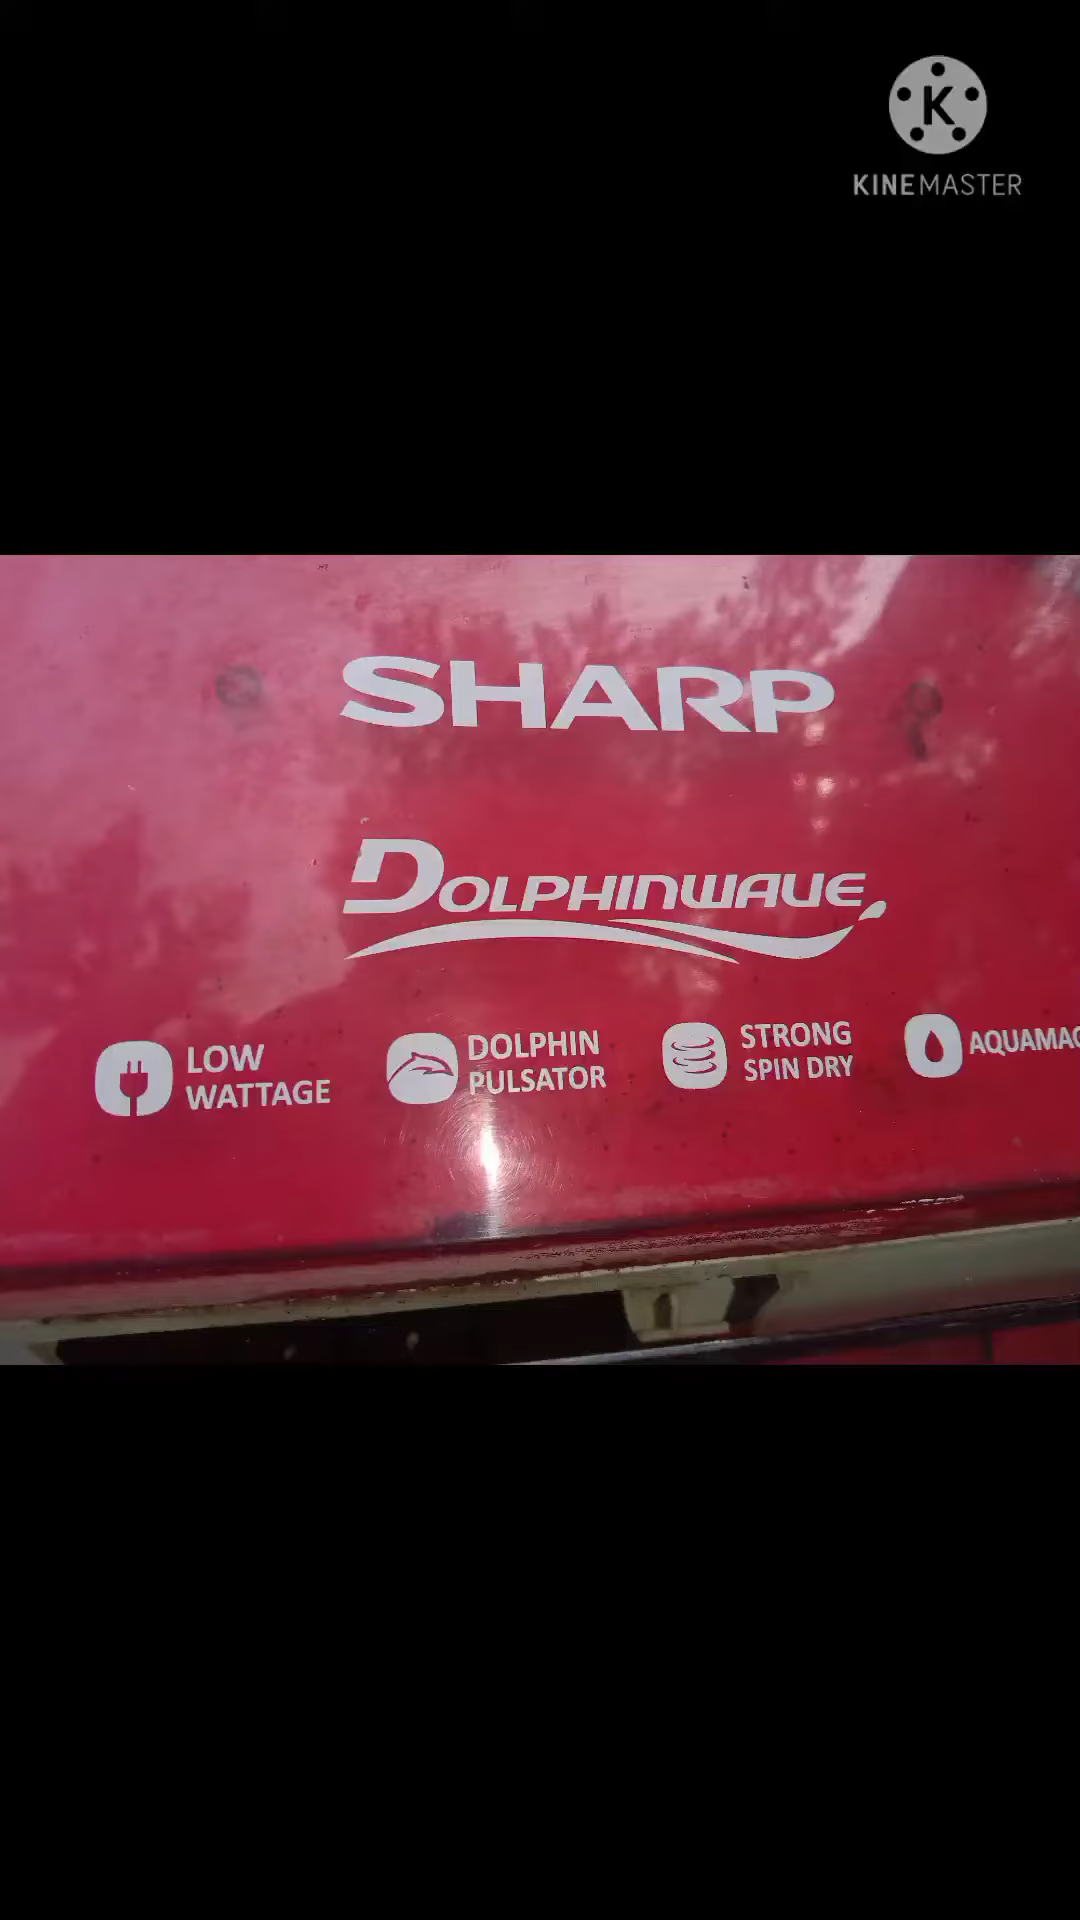 K
KINEMASTER
SHARP
DOLPHINWAVE
LOW
WATTAGE
DOLPHIN
PULSATOR
STRONG
SPIN DRY